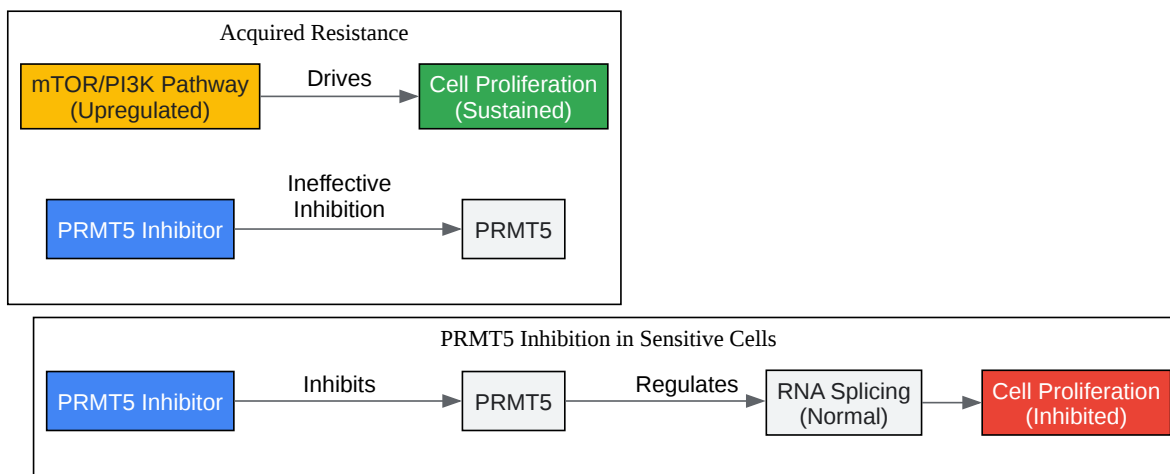 Acquired Resistance
mTOR/PI3K Pathway
(Upregulated)
Drives
Cell Proliferation
(Sustained)
PRMT5 Inhibitor
Ineffective
Inhibition
PRMT5
PRMT5 Inhibition in Sensitive Cells
PRMT5 Inhibitor
Inhibits
PRMT5
Regulates
RNA Splicing
(Normal)
Cell Proliferation
(Inhibited)